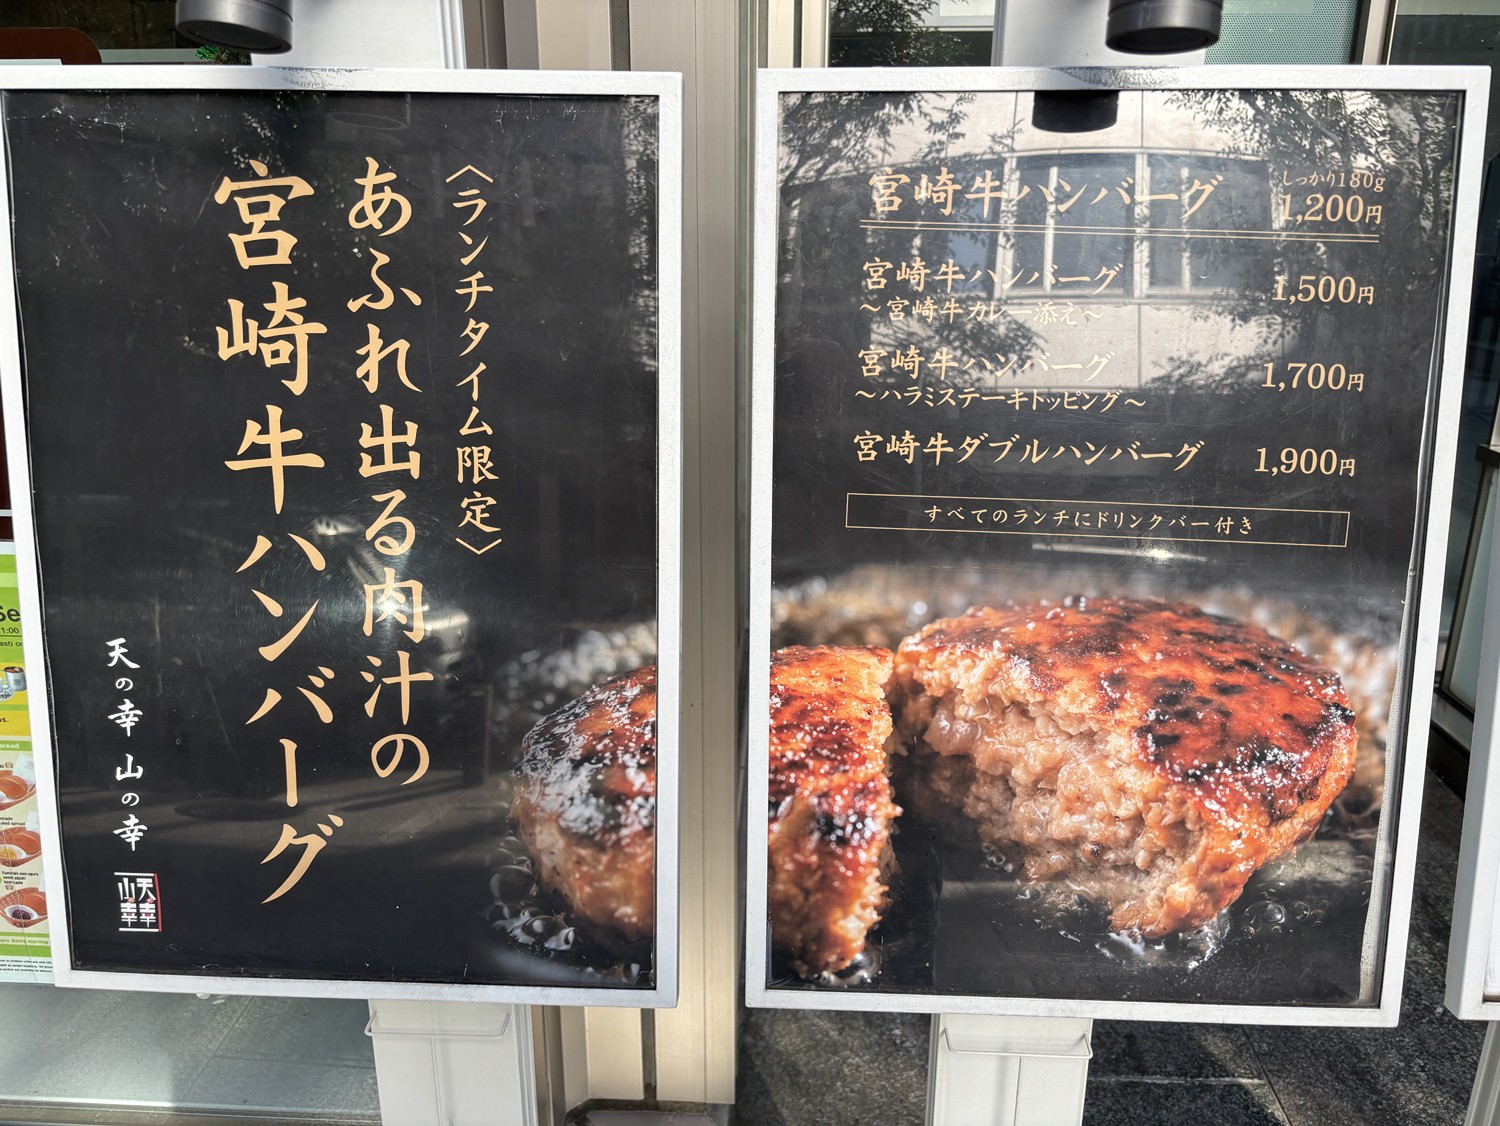 〈ランチタイム限定〉
あふれ出る肉汁の
宮崎牛ハンバーグ
天の幸 山の幸
天の幸
山の幸
宮崎牛ハンバーグ しっかり180g 1,200円
宮崎牛ハンバーグ 1,500円
～宮崎牛カレー添え～
宮崎牛ハンバーグ 1,700円
～ハラミステーキトッピング～
宮崎牛ダブルハンバーグ 1,900円
すべてのランチにドリンクバー付き